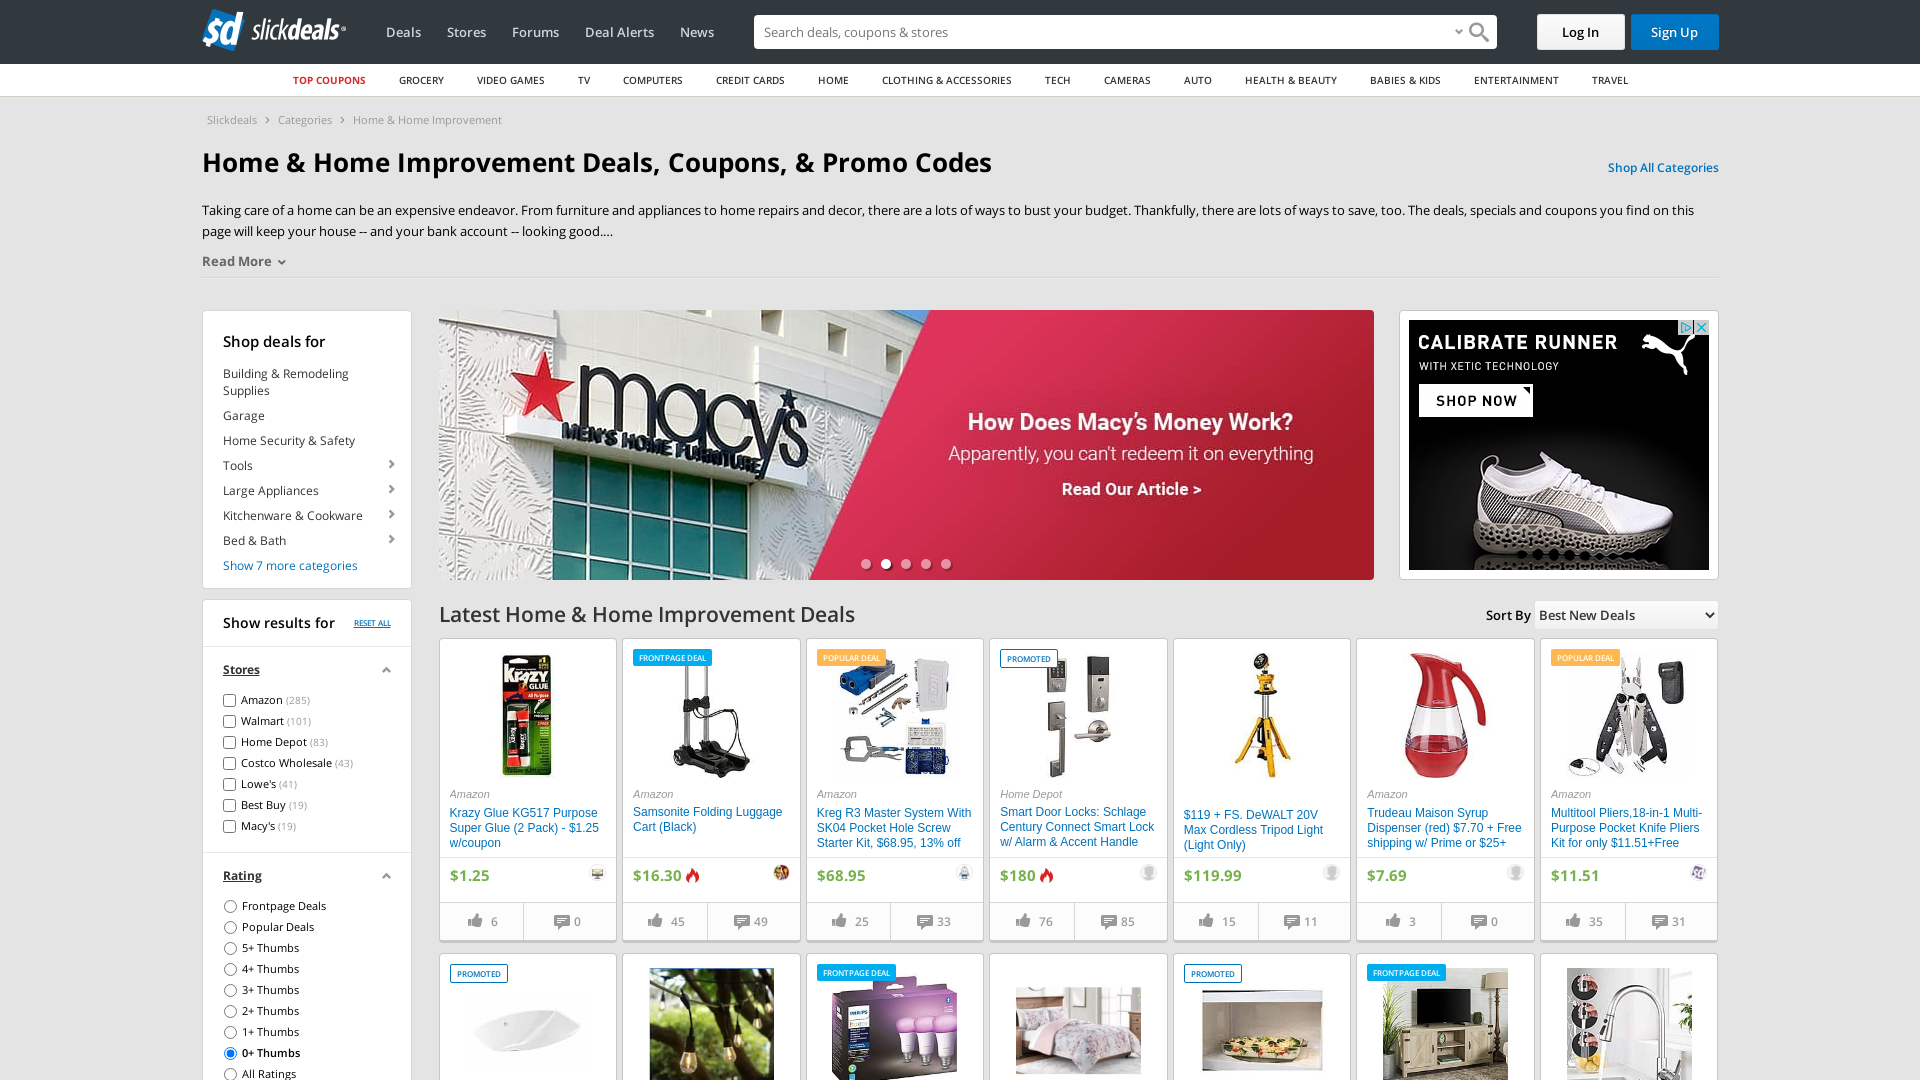 slickdeals
Deals
Stores
Forums
Deal Alerts
News
Search deals, coupons & stores
Log In
Sign Up
TOP COUPONS
GROCERY
VIDEO GAMES
TV
COMPUTERS
CREDIT CARDS
HOME
CLOTHING & ACCESSORIES
TECH
CAMERAS
AUTO
HEALTH & BEAUTY
BABIES & KIDS
ENTERTAINMENT
TRAVEL
Slickdeals > Categories > Home & Home Improvement
Home & Home Improvement Deals, Coupons, & Promo Codes
Shop All Categories
Taking care of a home can be an expensive endeavor. From furniture and appliances to home repairs and decor, there are a lots of ways to bust your budget. Thankfully, there are lots of ways to save, too. The deals, specials and coupons you find on this
page will keep your house -- and your bank account -- looking good....
Read More
Shop deals for
Building & Remodeling
Supplies
Garage
Home Security & Safety
Tools
Large Appliances
Kitchenware & Cookware
Bed & Bath
Show 7 more categories
macy's
MEN'S HOME FURNITURE
How Does Macy's Money Work?
Apparently, you can't redeem it on everything
Read Our Article >
CALIBRATE RUNNER
WITH XETIC TECHNOLOGY
SHOP NOW
Show results for
RESET ALL
Stores
Amazon (285)
Walmart (101)
Home Depot (83)
Costco Wholesale (43)
Lowe's (41)
Best Buy (19)
Macy's (19)
Rating
Frontpage Deals
Popular Deals
5+ Thumbs
4+ Thumbs
3+ Thumbs
2+ Thumbs
1+ Thumbs
0+ Thumbs
All Ratings
Latest Home & Home Improvement Deals
Sort By
Best New Deals
KRAZY
GLUE
Amazon
Krazy Glue KG517 Purpose
Super Glue (2 Pack) - $1.25
w/coupon
$1.25
6
0
FRONTPAGE DEAL
Amazon
Samsonite Folding Luggage
Cart (Black)
$16.30
45
49
POPULAR DEAL
Amazon
Kreg R3 Master System With
SK04 Pocket Hole Screw
Starter Kit, $68.95, 13% off
$68.95
25
33
PROMOTED
Home Depot
Smart Door Locks: Schlage
Century Connect Smart Lock
w/ Alarm & Accent Handle
$180
76
85
$119 + FS. DeWALT 20V
Max Cordless Tripod Light
(Light Only)
$119.99
15
11
Amazon
Trudeau Maison Syrup
Dispenser (red) $7.70 + Free
shipping w/ Prime or $25+
$7.69
3
0
POPULAR DEAL
Amazon
Multitool Pliers,18-in-1 Multi-
Purpose Pocket Knife Pliers
Kit for only $11.51+Free
$11.51
35
31
PROMOTED
FRONTPAGE DEAL
PHILIPS
PROMOTED
FRONTPAGE DEAL